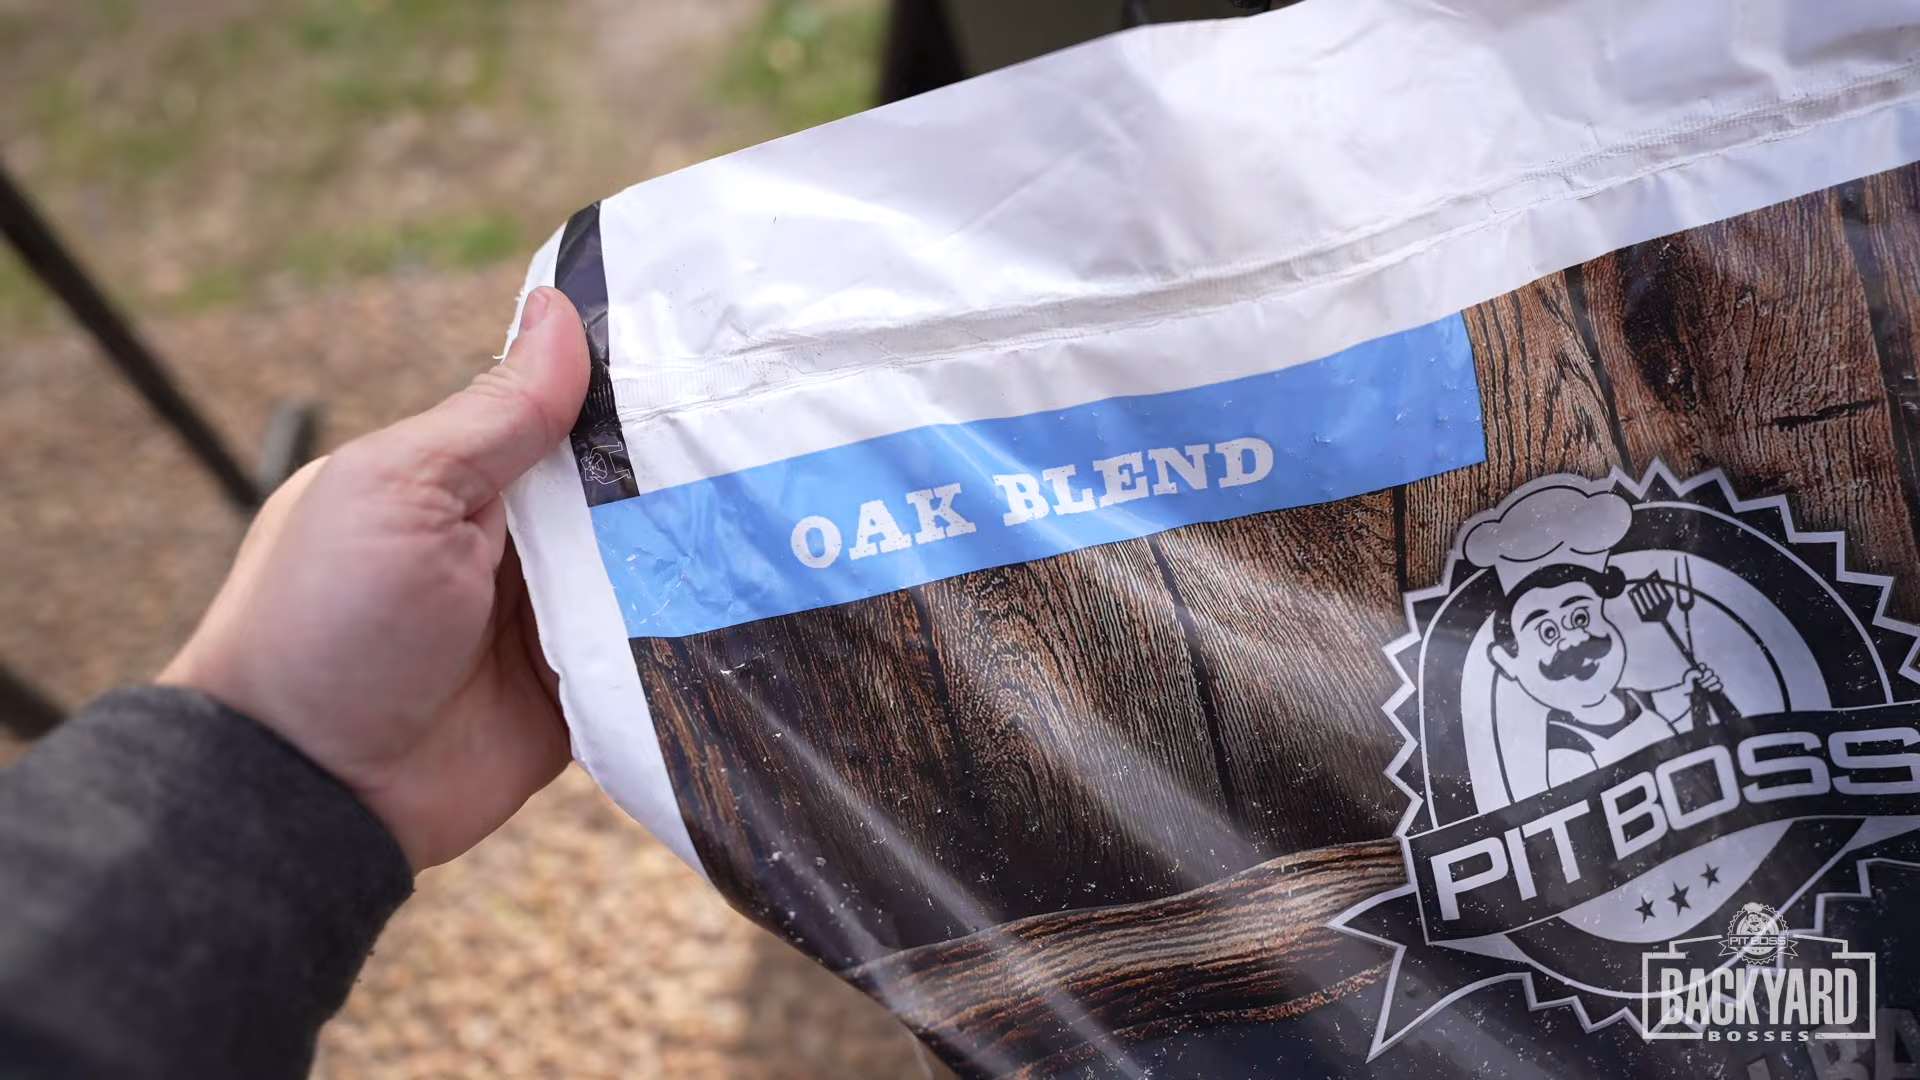 OAK BLEND
PIT BOSS
PIT BOSS
BACKYARD
BOSSES